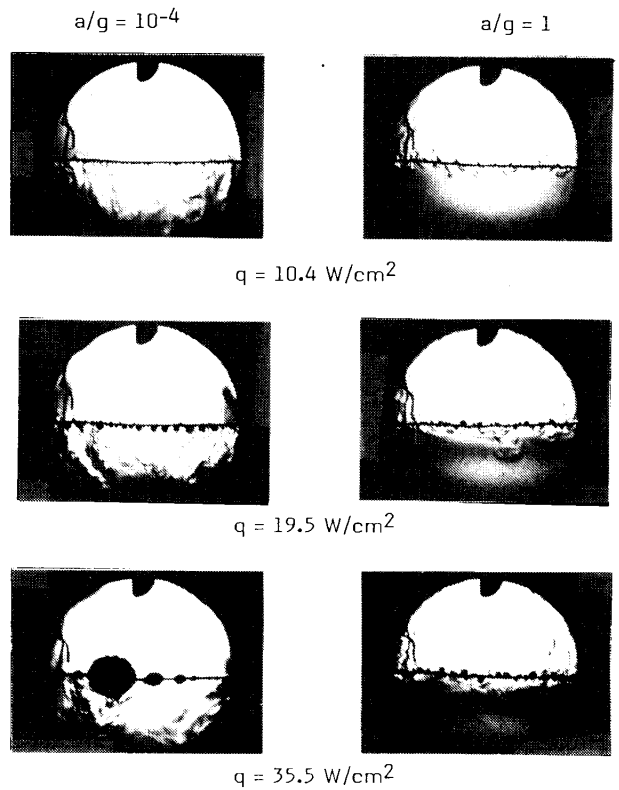 a/g = 10⁻⁴ a/g = 1
q = 10.4 W/cm²
q = 19.5 W/cm²
q = 35.5 W/cm²